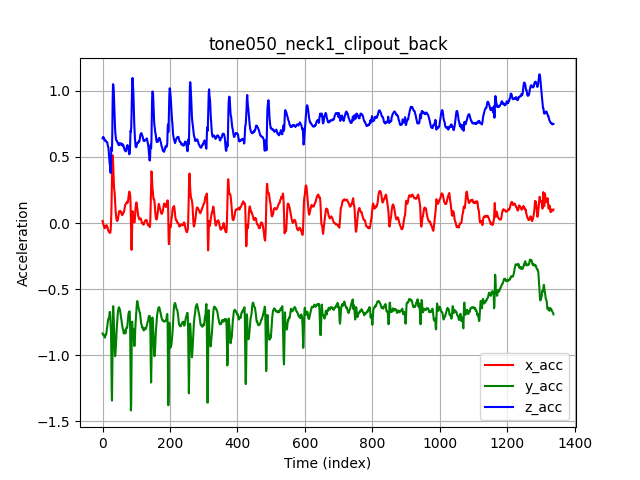 tone050_neck1_clipout_back
Acceleration
1.0
0.5
0.0
−0.5
−1.0
−1.5
x_acc
y_acc
z_acc
0 200 400 600 800 1000 1200 1400
Time (index)